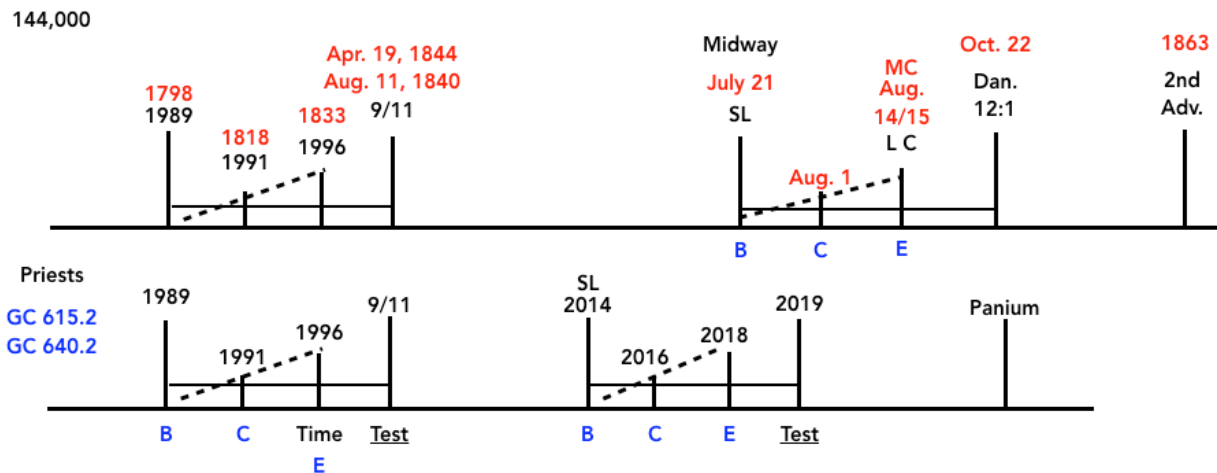 144,000
Apr. 19, 1844
Aug. 11, 1840
9/11
1798
1989
1818
1991
1833
1996
Midway
July 21
SL
Aug. 1
MC
Aug.
14/15
L C
Oct. 22
Dan.
12:1
1863
2nd
Adv.
B
C
E
Priests
GC 615.2
GC 640.2
1989
1991
1996
9/11
SL
2014
2016
2018
2019
Panium
B
C
Time
E
Test
B
C
E
Test